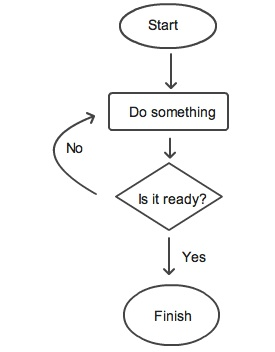 Start
Do something
No
Is it ready?
Yes
Finish